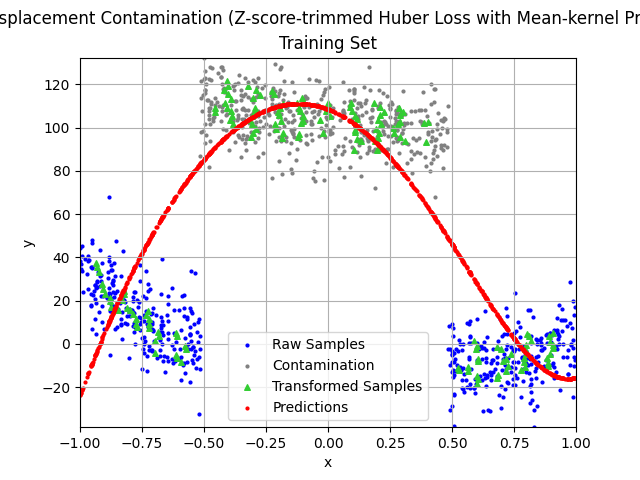 splacement Contamination (Z-score-trimmed Huber Loss with Mean-kernel Pr
Training Set
120
100
80
60
40
20
0
−20
y
−1.00 −0.75 −0.50 −0.25 0.00 0.25 0.50 0.75 1.00
x
Raw Samples
Contamination
Transformed Samples
Predictions